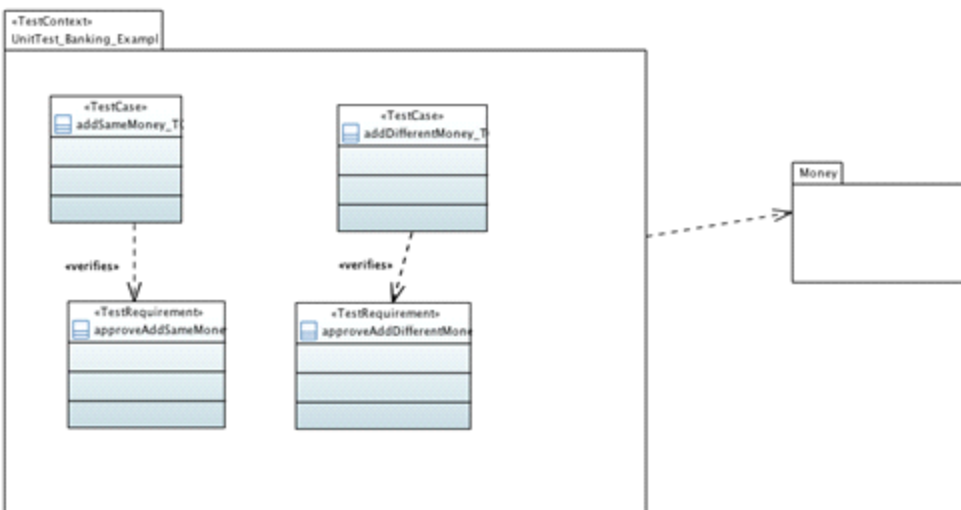 «TestContext»
UnitTest_Banking_Exampl
«TestCase»
addSameMoney_TC
«TestCase»
addDifferentMoney_T
Money
«verifies»
«verifies»
«TestRequirement»
approveAddSameMone
«TestRequirement»
approveAddDifferentMone